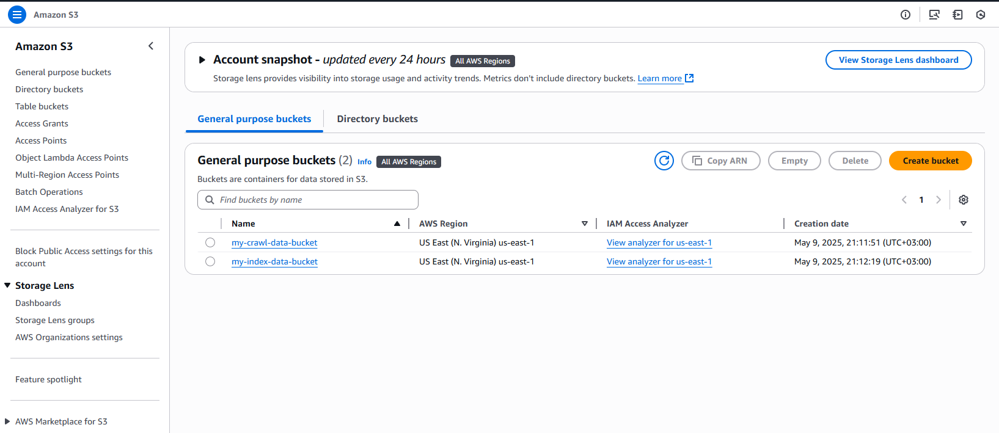 Amazon S3
Amazon S3
General purpose buckets
Directory buckets
Table buckets
Access Grants
Access Points
Object Lambda Access Points
Multi-Region Access Points
Batch Operations
IAM Access Analyzer for S3
Block Public Access settings for this
account
Storage Lens
Dashboards
Storage Lens groups
AWS Organizations settings
Feature spotlight
AWS Marketplace for S3
Account snapshot - updated every 24 hours All AWS Regions
View Storage Lens dashboard
Storage lens provides visibility into storage usage and activity trends. Metrics don't include directory buckets. Learn more
General purpose buckets Directory buckets
General purpose buckets (2) Info All AWS Regions
Copy ARN Empty Delete Create bucket
Buckets are containers for data stored in S3.
Find buckets by name
1
Name AWS Region IAM Access Analyzer Creation date
my-crawl-data-bucket US East (N. Virginia) us-east-1 View analyzer for us-east-1 May 9, 2025, 21:11:51 (UTC+03:00)
my-index-data-bucket US East (N. Virginia) us-east-1 View analyzer for us-east-1 May 9, 2025, 21:12:19 (UTC+03:00)